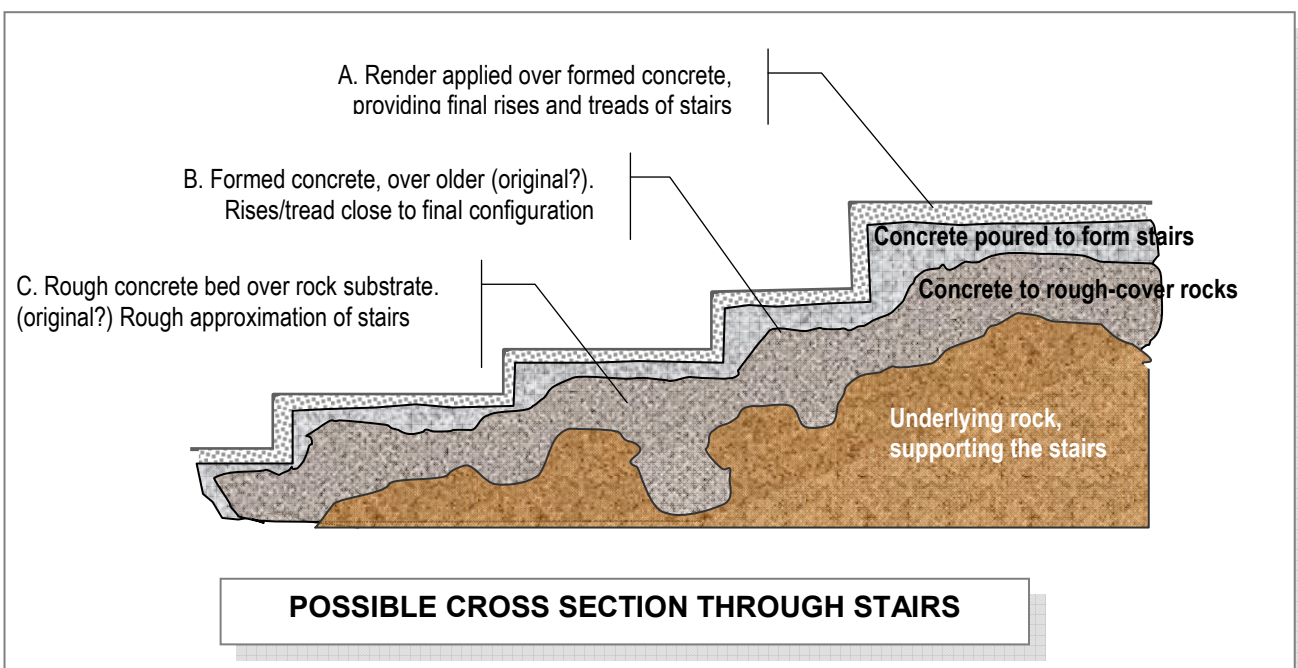 A. Render applied over formed concrete,
providing final rises and treads of stairs
B. Formed concrete, over older (original?).
Rises/tread close to final configuration
C. Rough concrete bed over rock substrate.
(original?) Rough approximation of stairs
Concrete poured to form stairs
Concrete to rough-cover rocks
Underlying rock,
supporting the stairs
POSSIBLE CROSS SECTION THROUGH STAIRS